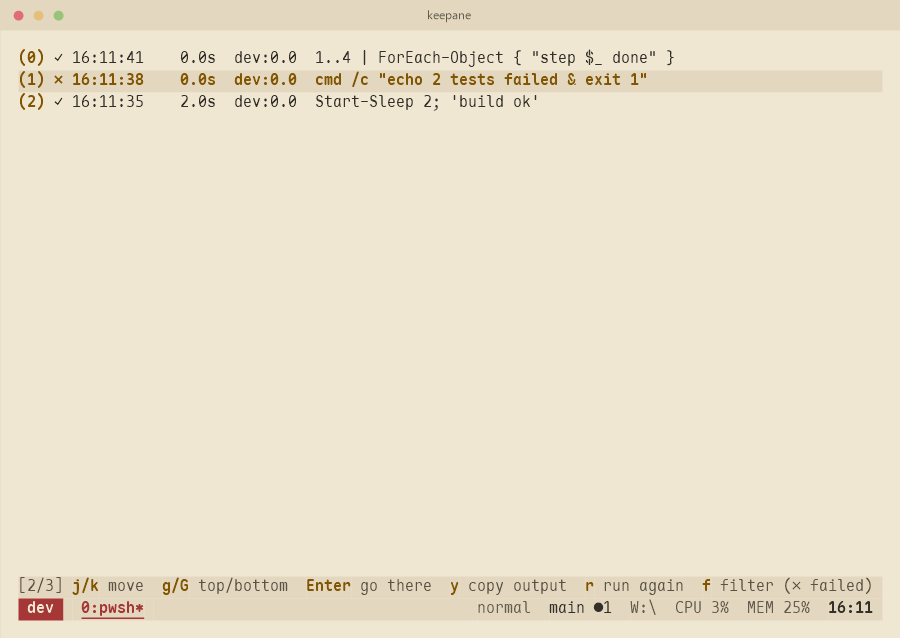 keepane
(0) ✓ 16:11:41    0.0s  dev:0.0  1..4 | ForEach-Object { "step $_ done" }
(1) × 16:11:38    0.0s  dev:0.0  cmd /c "echo 2 tests failed & exit 1"
(2) ✓ 16:11:35    2.0s  dev:0.0  Start-Sleep 2; 'build ok'
[2/3] j/k move  g/G top/bottom  Enter go there  y copy output  r run again  f filter (× failed)
dev  0:pwsh*  normal  main ●1  W:\  CPU 3%  MEM 25%  16:11